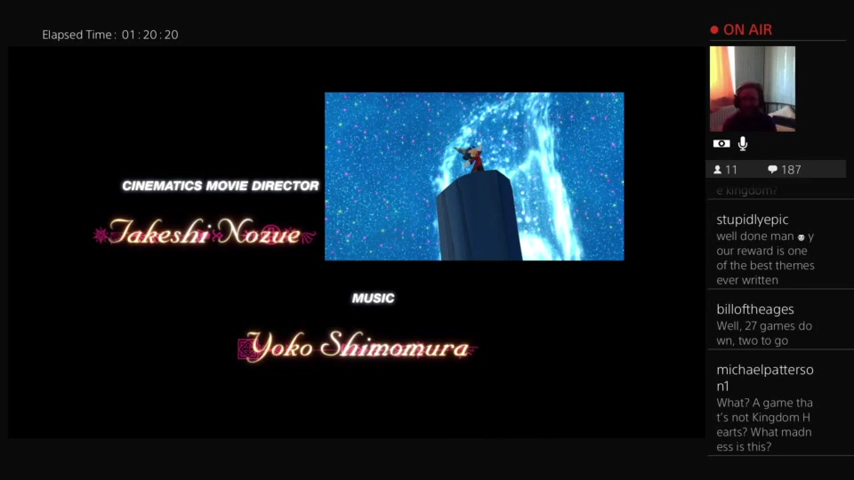 Elapsed Time: 01:20:20
ON AIR
11
187
e kingdom?
CINEMATICS MOVIE DIRECTOR
Takeshi Nozue
MUSIC
Yoko Shimomura
stupidlyepic
well done man y
our reward is one
of the best themes
ever written
billoftheages
Well, 27 games do
wn, two to go
michaelpatterso
n1
What? A game tha
t's not Kingdom H
earts? What madn
ess is this?